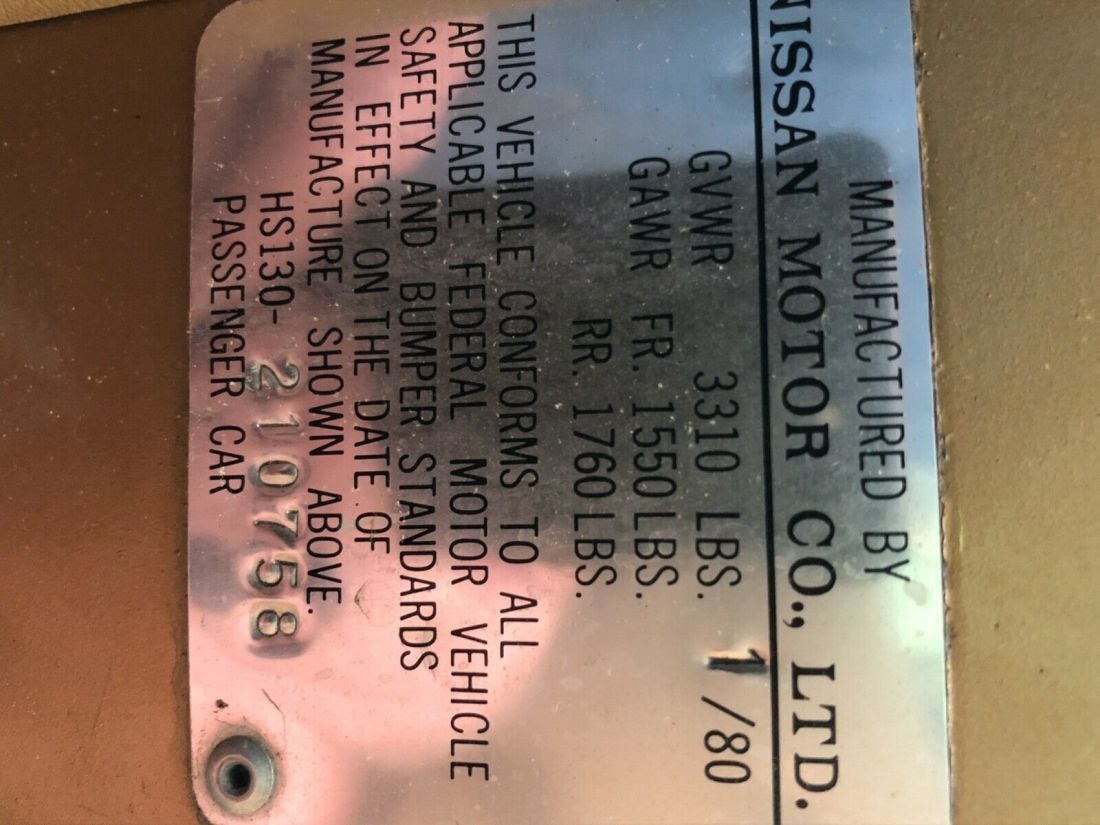 MANUFACTURED BY
NISSAN MOTOR CO., LTD.
1/80
GVWR 3310 LBS.
GAWR FR. 1550 LBS.
RR. 1760 LBS.
THIS VEHICLE CONFORMS TO ALL
APPLICABLE FEDERAL MOTOR VEHICLE
SAFETY AND BUMPER STANDARDS
IN EFFECT ON THE DATE OF
MANUFACTURE SHOWN ABOVE.
HS130-210758
PASSENGER CAR